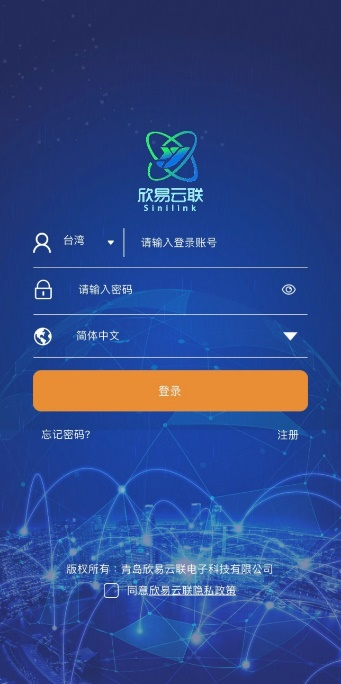 欣易云联
Sinilink
台湾 请输入登录账号
请输入密码
简体中文
登录
忘记密码? 注册
版权所有：青岛欣易云联电子科技有限公司
同意欣易云联隐私政策